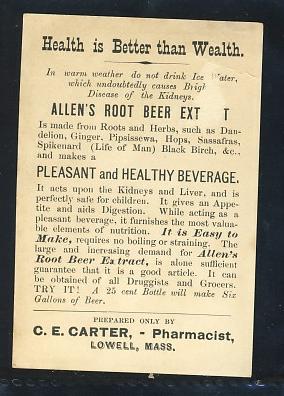 Health is Better than Wealth.
In warm weather do not drink Ice ater,
which undoubtedly causes Brigh
Disease of the Kidneys.
ALLEN'S ROOT BEER EXT T
Is made from Roots and Herbs, such as Dan-
delion, Ginger, Pipsissewa, Hops, Sassafras,
Spikenard (Life of Man) Black Birch, &c.,
and makes a
PLEASANT and HEALTHY BEVERAGE.
It acts upon the Kidneys and Liver, and is
perfectly safe for children. It gives an Appe-
tite and aids Digestion. While acting as a
pleasant beverage, it furnishes the most valua-
ble elements of nutrition. It is Easy to
Make, requires no boiling or straining. The
large and increasing demand for Allen's
Root Beer Extract, is alone sufficient
guarantee that it is a good article. It can
be obtained of all Druggists and Grocers.
TRY IT! A 25 cent Bottle will make Six
Gallons of Beer.
PREPARED ONLY BY
C. E. CARTER, - Pharmacist,
LOWELL, MASS.